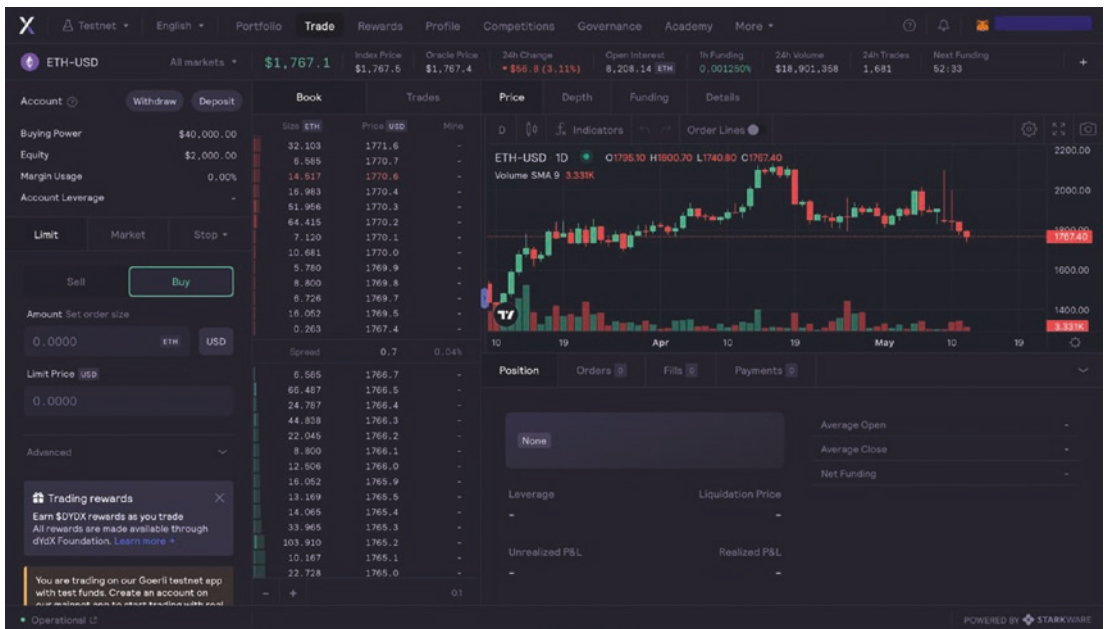 Testnet English Portfolio Trade Rewards Profile Competitions Governance Academy More
ETH-USD All markets $1,767.1
Index Price $1,767.5
Oracle Price $1,767.4
24h Change $56.8 (3.11%)
Open Interest 8,208.14 ETH
1h Funding 0.001250%
24h Volume $18,901,358
24h Trades 1,681
Next Funding 52:33
Account Withdraw Deposit
Buying Power $40,000.00
Equity $2,000.00
Margin Usage 0.00%
Account Leverage -
Limit Market Stop
Sell Buy
Amount Set order size
0.0000 ETH USD
Limit Price USD
0.0000
Advanced
Trading rewards
Earn $DYDX rewards as you trade
All rewards are made available through
dYdX Foundation. Learn more →
You are trading on our Goerli testnet app
with test funds. Create an account on
our mainnet app to start trading with real
Operational
Book Trades
Size ETH Price USD Mine
32.103 1771.6 -
6.585 1770.7 -
14.517 1770.6 -
16.983 1770.4 -
51.956 1770.3 -
64.415 1770.2 -
7.120 1770.1 -
10.681 1770.0 -
5.780 1769.9 -
8.800 1769.8 -
6.726 1769.7 -
16.052 1769.5 -
0.263 1767.4 -
Spread 0.7 0.04%
6.585 1766.7 -
66.487 1766.5 -
24.787 1766.4 -
44.838 1766.3 -
22.045 1766.2 -
8.800 1766.1 -
12.506 1766.0 -
16.052 1765.9 -
13.169 1765.5 -
14.065 1765.4 -
33.965 1765.3 -
103.910 1765.2 -
10.167 1765.1 -
22.728 1765.0 -
- + 0.1
Price Depth Funding Details
D Indicators Order Lines
ETH-USD · 1D O1795.10 H1800.70 L1740.80 C1767.40
Volume SMA 9 3.331K
2200.00
2000.00
1800.00
1767.40
1600.00
1400.00
3.331K
10 19 Apr 10 19 May 10 19
Position Orders 0 Fills 0 Payments 0
None
Average Open -
Average Close -
Net Funding -
Leverage Liquidation Price
- -
Unrealized P&L Realized P&L
- -
POWERED BY STARKWARE